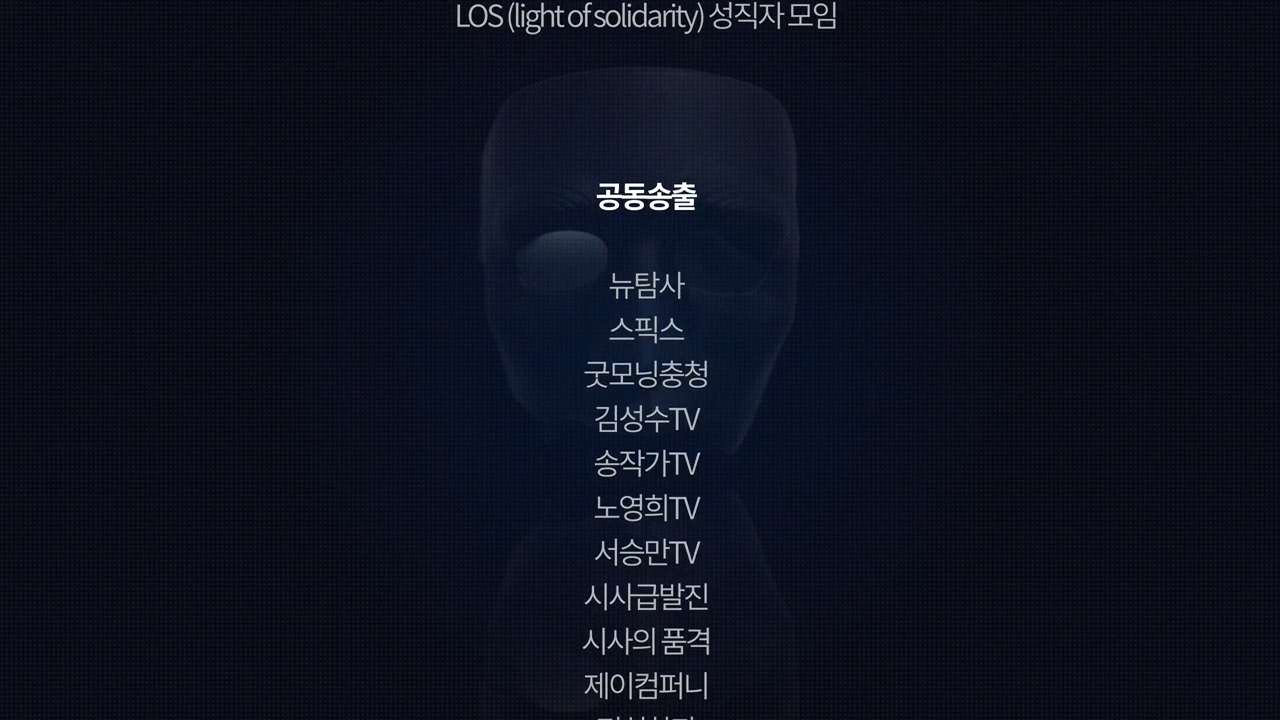 LOS (light of solidarity) 성직자 모임
공동송출
뉴탐사
스픽스
굿모닝충청
김성수TV
송작가TV
노영희TV
서승만TV
시사급발진
시사의 품격
제이컴퍼니